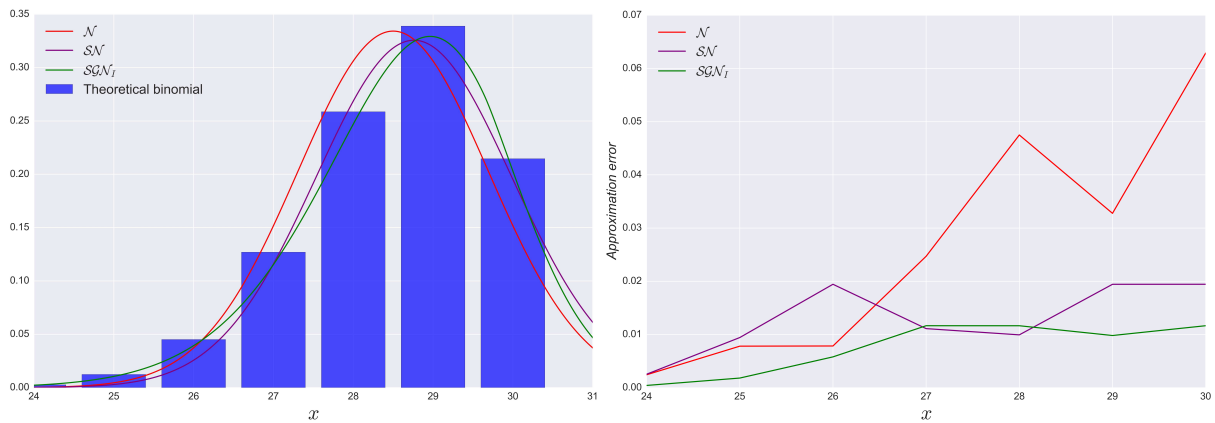 0.35
0.30
0.25
0.20
0.15
0.10
0.05
0.00
𝒩
𝒮𝒩
𝒮𝒢𝒩_I
Theoretical binomial
24 25 26 27 28 29 30 31
x
0.07
0.06
0.05
0.04
0.03
0.02
0.01
0.00
Approximation error
𝒩
𝒮𝒩
𝒮𝒢𝒩_I
24 25 26 27 28 29 30
x